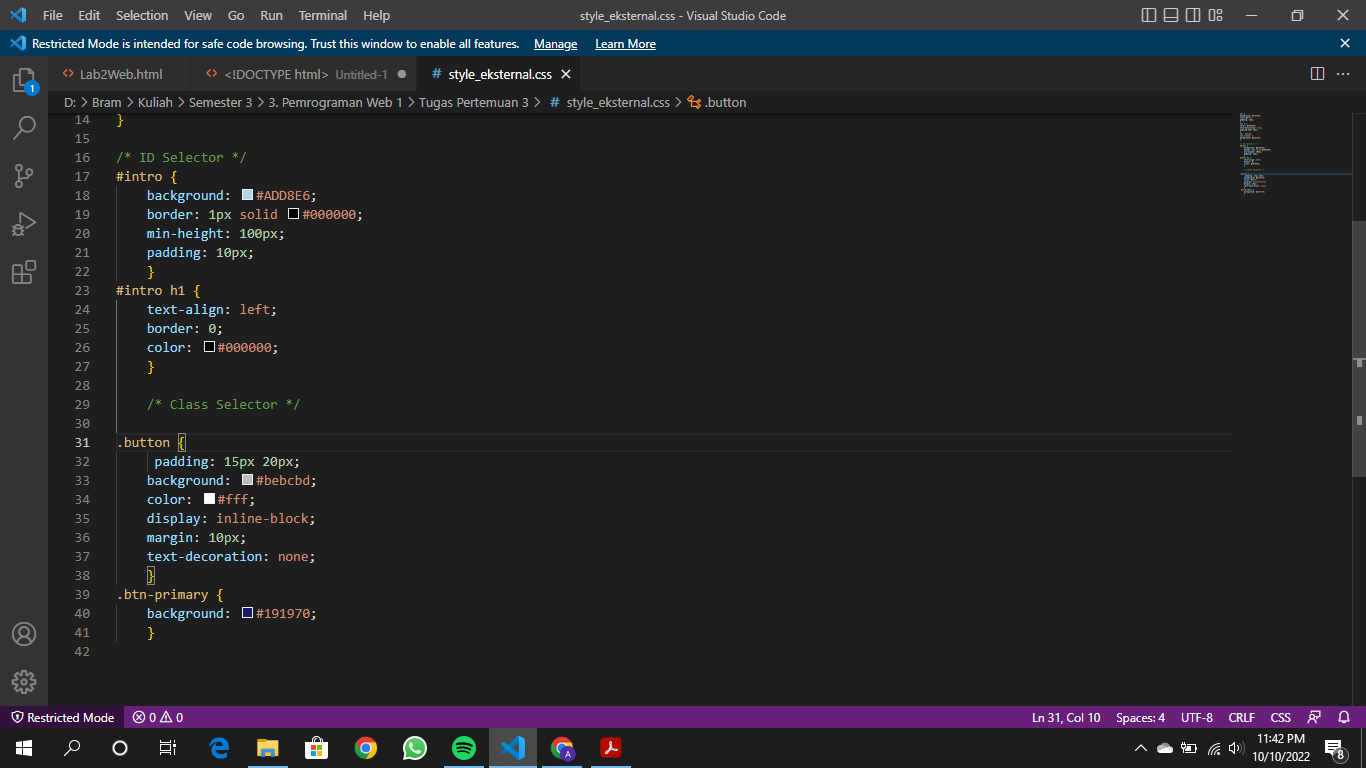 File Edit Selection View Go Run Terminal Help style_eksternal.css - Visual Studio Code
Restricted Mode is intended for safe code browsing. Trust this window to enable all features. Manage Learn More
Lab2Web.html <!DOCTYPE html> Untitled-1 # style_eksternal.css
1
D: > Bram > Kuliah > Semester 3 > 3. Pemrograman Web 1 > Tugas Pertemuan 3 > # style_eksternal.css > .button
14 }
15
16 /* ID Selector */
17 #intro {
18 background: #ADD8E6;
19 border: 1px solid #000000;
20 min-height: 100px;
21 padding: 10px;
22 }
23 #intro h1 {
24 text-align: left;
25 border: 0;
26 color: #000000;
27 }
28
29 /* Class Selector */
30
31 .button {
32 padding: 15px 20px;
33 background: #bebcbd;
34 color: #fff;
35 display: inline-block;
36 margin: 10px;
37 text-decoration: none;
38 }
39 .btn-primary {
40 background: #191970;
41 }
42
Restricted Mode 0 0 Ln 31, Col 10 Spaces: 4 UTF-8 CRLF CSS
11:42 PM
10/10/2022
8